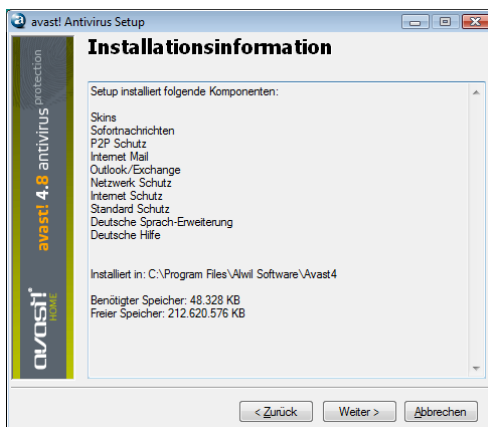 avast! Antivirus Setup
Installationsinformation
Setup installiert folgende Komponenten:
Skins
Sofortnachrichten
P2P Schutz
Internet Mail
Outlook/Exchange
Netzwerk Schutz
Internet Schutz
Standard Schutz
Deutsche Sprach-Erweiterung
Deutsche Hilfe
Installiert in: C:\Program Files\Alwil Software\Avast4
Benötigter Speicher: 48.328 KB
Freier Speicher: 212.620.576 KB
avast! 4.8 antivirus protection
avast!
HOME
< Zurück
Weiter >
Abbrechen